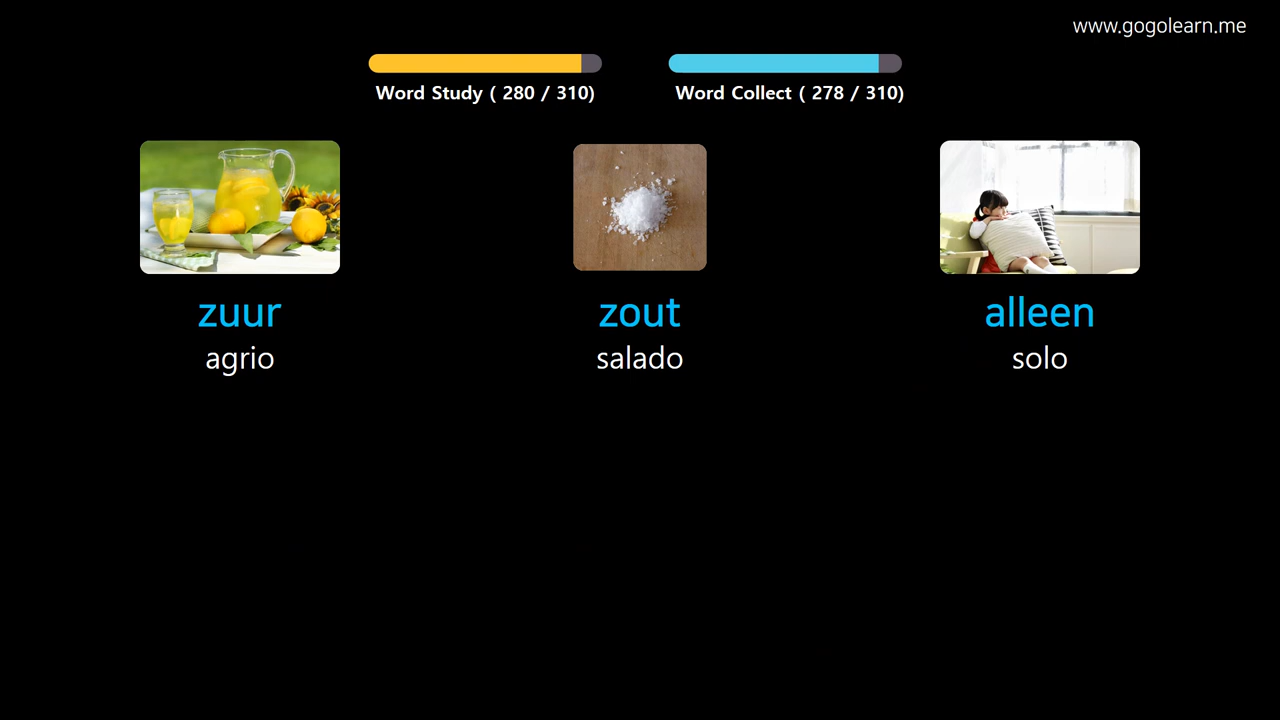 www.gogolearn.me
Word Study ( 280 / 310)
Word Collect ( 278 / 310)
zuur
zout
alleen
agrio
salado
solo